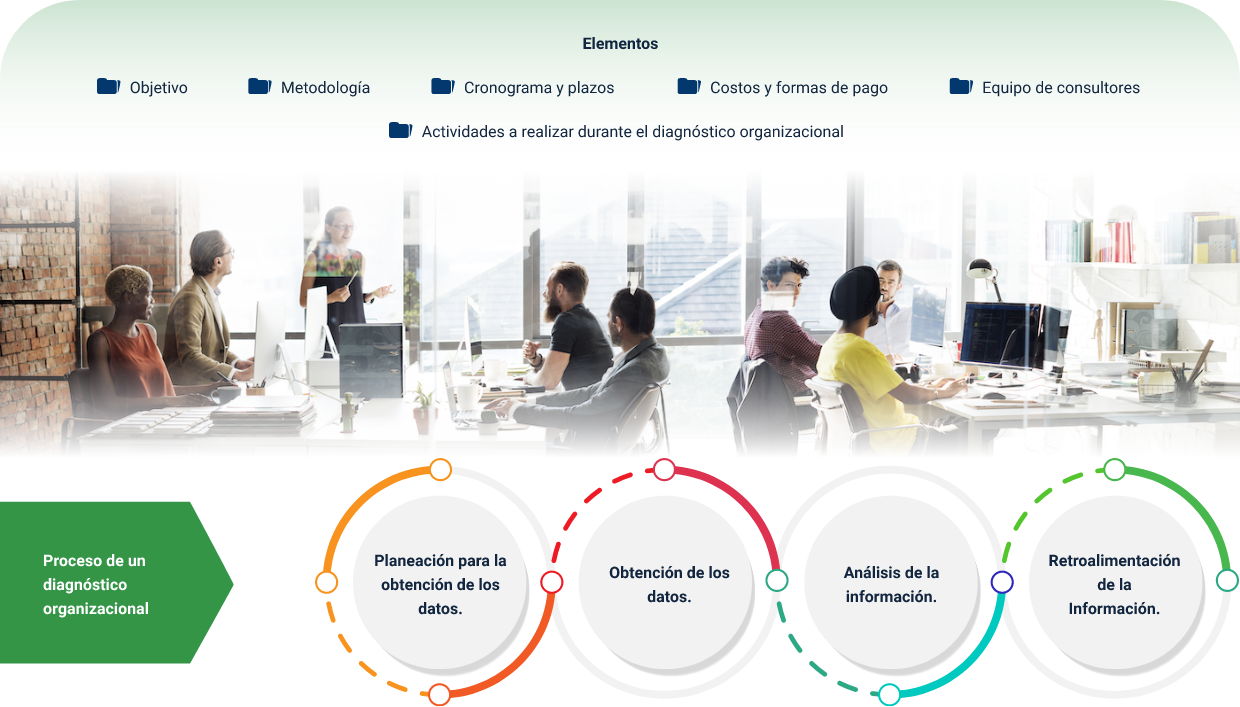 Elementos
Objetivo
Metodología
Cronograma y plazos
Costos y formas de pago
Equipo de consultores
Actividades a realizar durante el diagnóstico organizacional
Proceso de un
diagnóstico
organizacional
Planeación para la
obtención de los
datos.
Obtención de los
datos.
Análisis de la
información.
Retroalimentación
de la
Información.